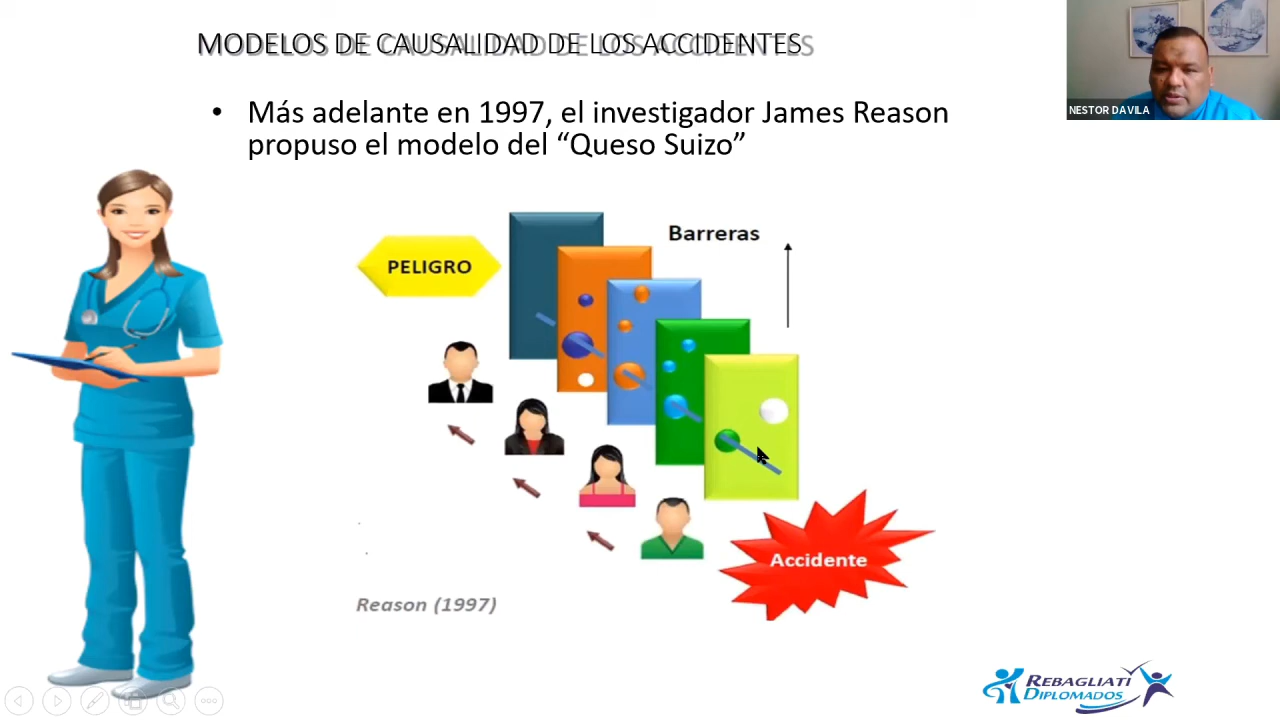 MODELOS DE CAUSALIDAD DE LOS ACCIDENTES
NESTOR DAVILA
• Más adelante en 1997, el investigador James Reason
propuso el modelo del “Queso Suizo”
Barreras
PELIGRO
Accidente
Reason (1997)
REBAGLIATI
DIPLOMADOS